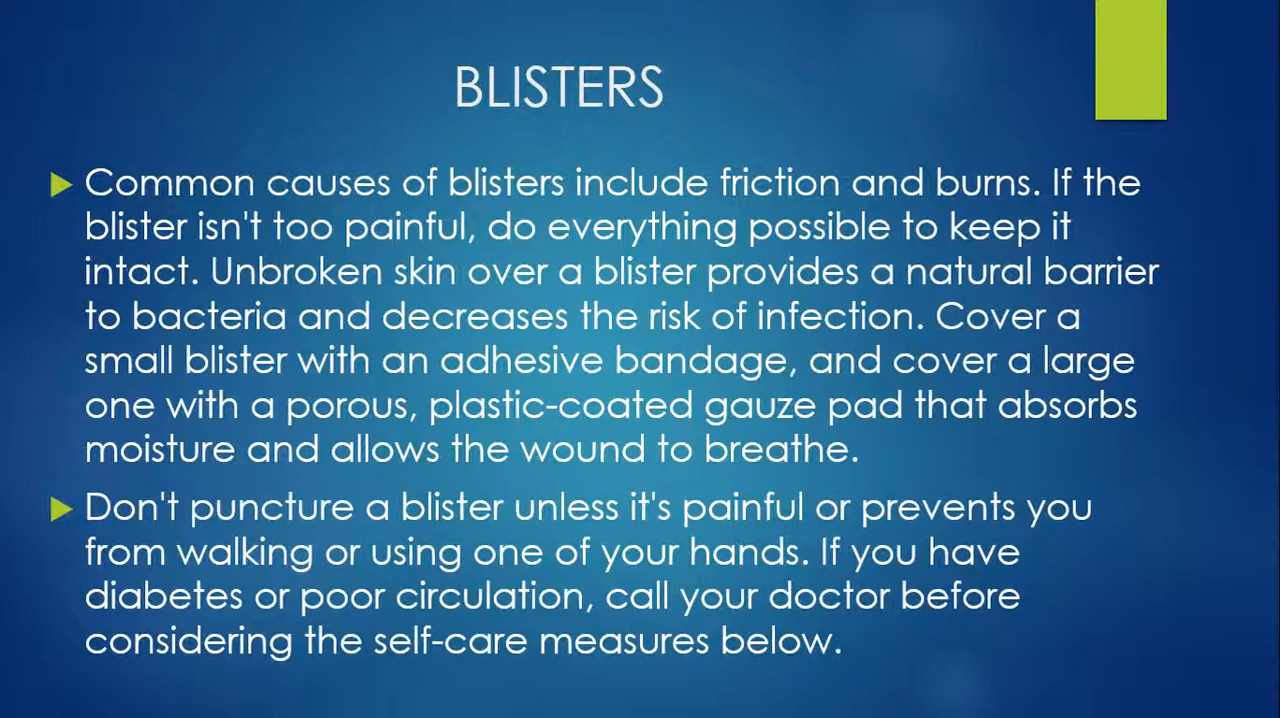 BLISTERS
Common causes of blisters include friction and burns. If the
blister isn't too painful, do everything possible to keep it
intact. Unbroken skin over a blister provides a natural barrier
to bacteria and decreases the risk of infection. Cover a
small blister with an adhesive bandage, and cover a large
one with a porous, plastic-coated gauze pad that absorbs
moisture and allows the wound to breathe.
Don't puncture a blister unless it's painful or prevents you
from walking or using one of your hands. If you have
diabetes or poor circulation, call your doctor before
considering the self-care measures below.